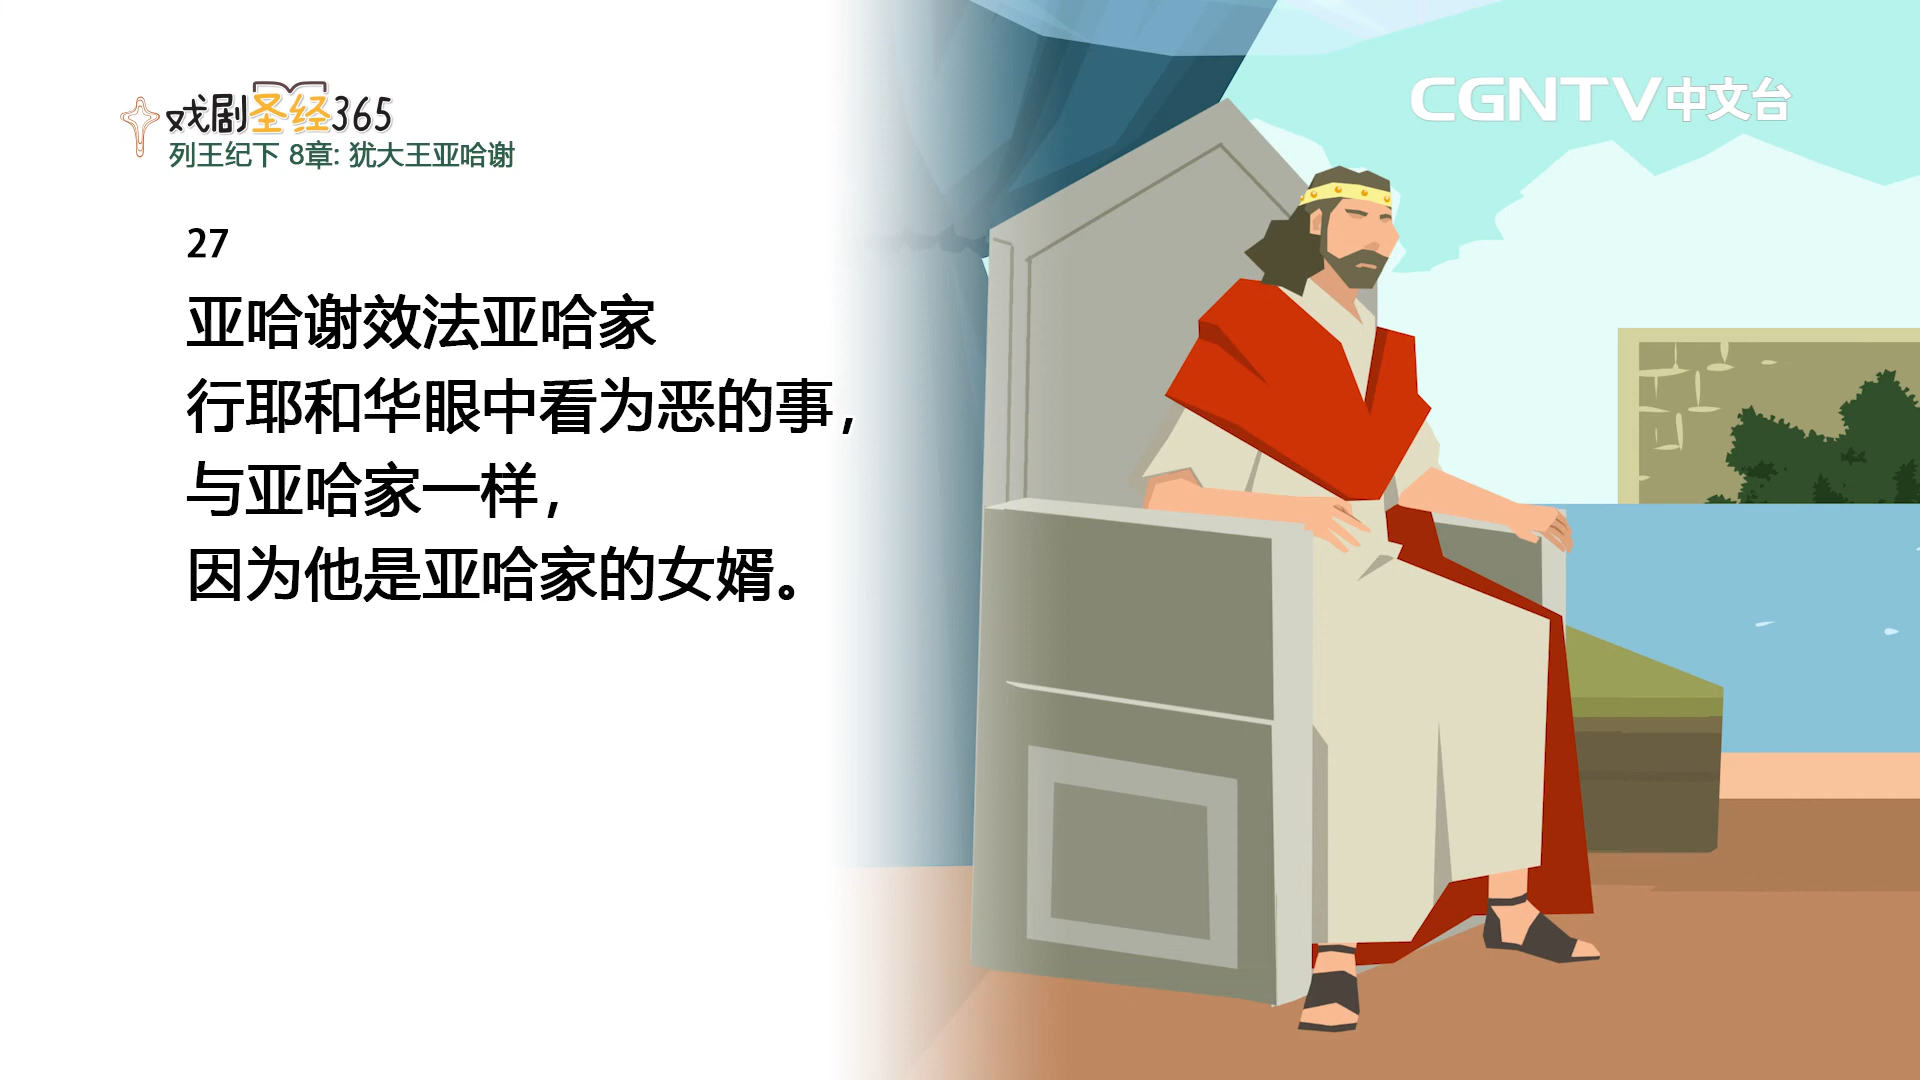 戏剧圣经365
列王纪下 8章: 犹大王亚哈谢
CGNTV中文台
27
亚哈谢效法亚哈家
行耶和华眼中看为恶的事，
与亚哈家一样，
因为他是亚哈家的女婿。